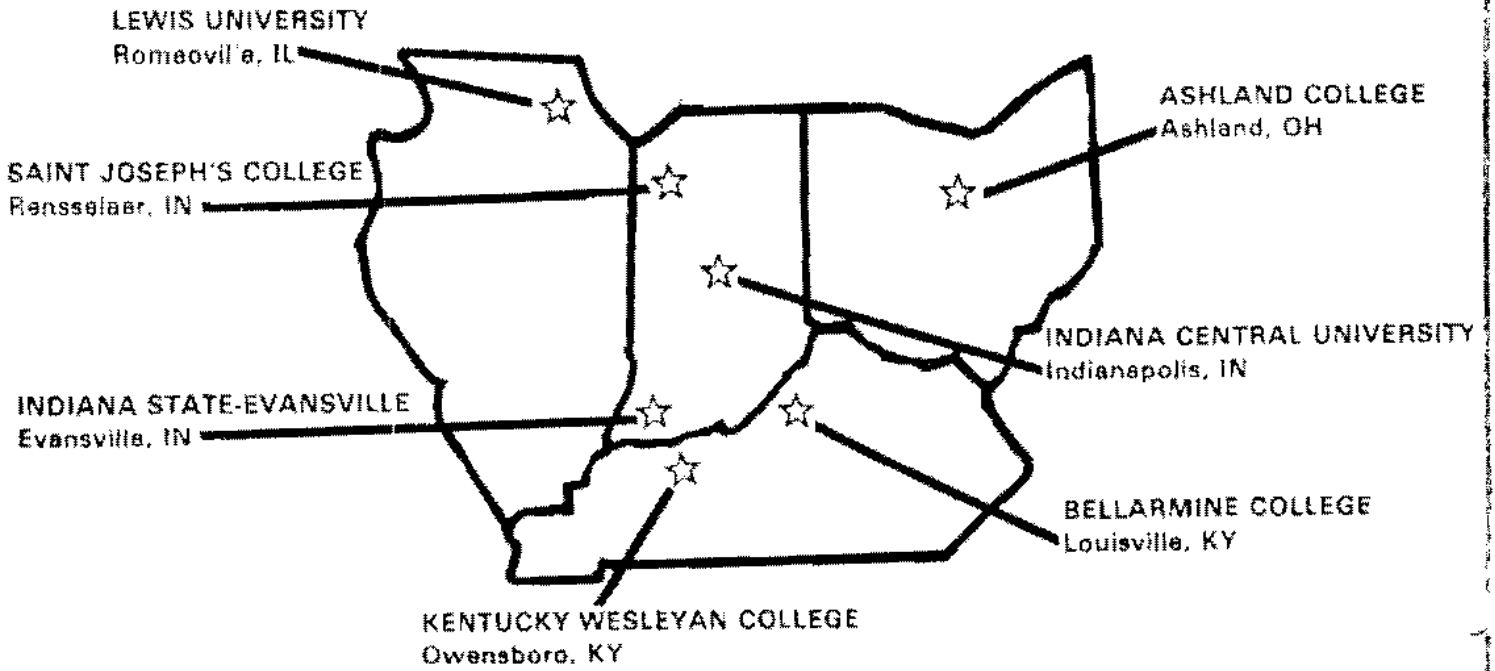 LEWIS UNIVERSITY
Romeoville, IL
ASHLAND COLLEGE
Ashland, OH
SAINT JOSEPH'S COLLEGE
Rensselaer, IN
INDIANA CENTRAL UNIVERSITY
Indianapolis, IN
INDIANA STATE-EVANSVILLE
Evansville, IN
BELLARMINE COLLEGE
Louisville, KY
KENTUCKY WESLEYAN COLLEGE
Owensboro, KY